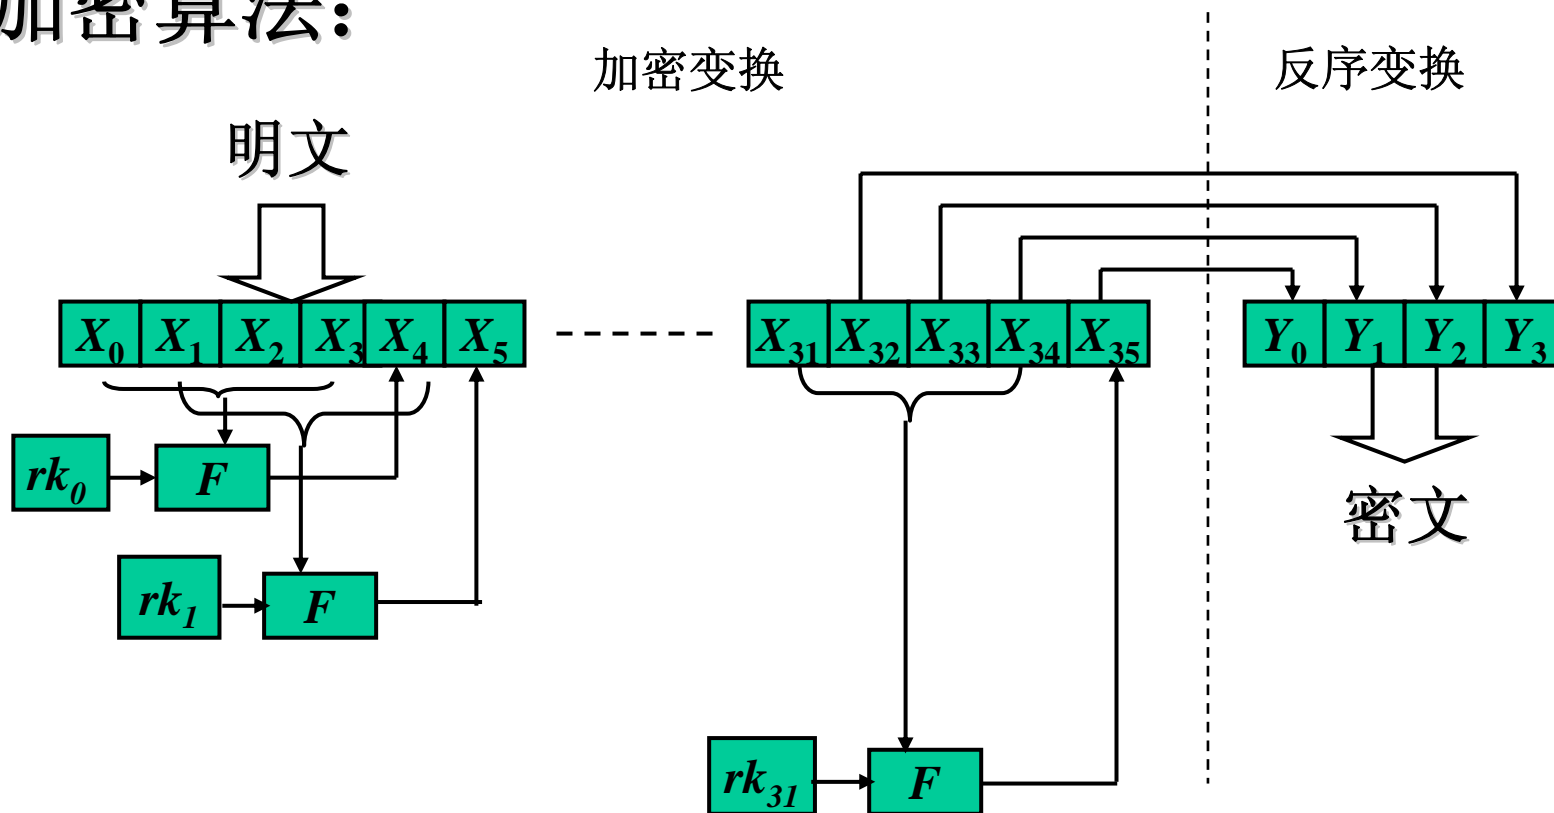 加密算法:
加密变换
反序变换
明文
X0 X1 X2 X3 X4 X5
X31 X32 X33 X34 X35
Y0 Y1 Y2 Y3
rk0
F
密文
rk1
F
rk31
F